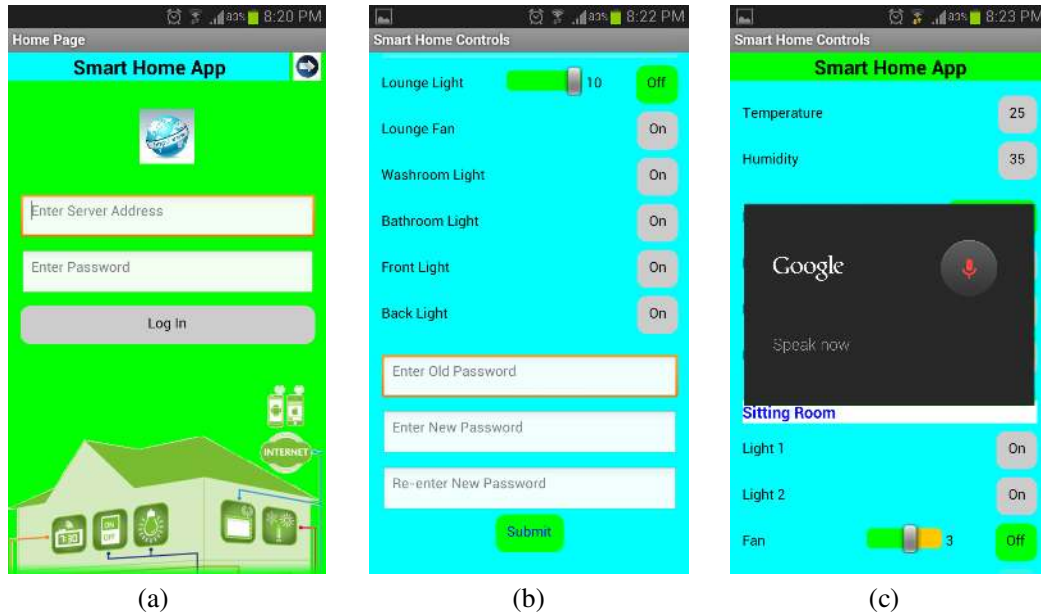 8:20 PM
Home Page
Smart Home App
Enter Server Address
Enter Password
Log In
INTERNET
1:30
ON
OFF
(a)
83% 8:22 PM
Smart Home Controls
Lounge Light 10 Off
Lounge Fan On
Washroom Light On
Bathroom Light On
Front Light On
Back Light On
Enter Old Password
Enter New Password
Re-enter New Password
Submit
(b)
83% 8:23 PM
Smart Home Controls
Smart Home App
Temperature 25
Humidity 35
Google
Speak now
Sitting Room
Light 1 On
Light 2 On
Fan 3 Off
(c)